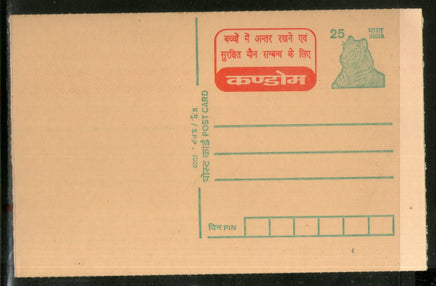 बच्चों में अन्तर रखने एवं
सुरक्षित यौन सम्बन्ध के लिए
कण्डोम
25
भारत
INDIA
पोस्ट कार्ड POST CARD
पिन PIN